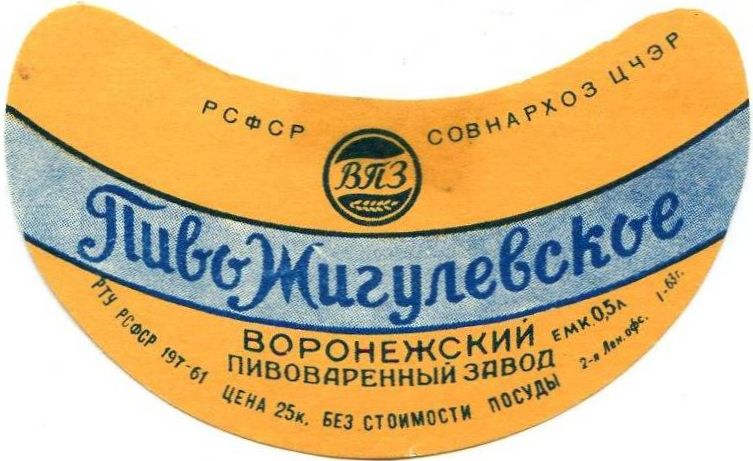 РСФСР СОВНАРХОЗ ЦЧЭР
ВПЗ
Пиво Жигулевское
РТУ РСФСР 197-61
ВОРОНЕЖСКИЙ
ПИВОВАРЕННЫЙ ЗАВОД
ЕМК. 0,5л
ЦЕНА 25к. БЕЗ СТОИМОСТИ ПОСУДЫ
2-я Лен. офс. 1-63г.